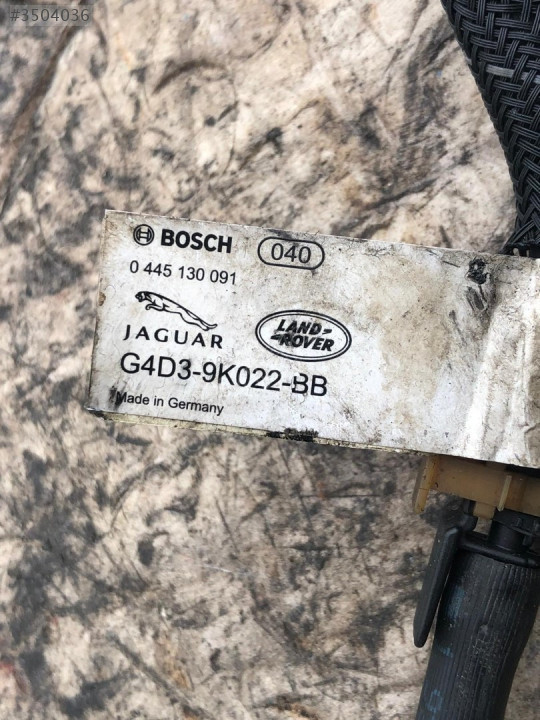 #3504036
BOSCH 040
0 445 130 091
JAGUAR
LAND-
-ROVER
G4D3-9K022-BB
Made in Germany